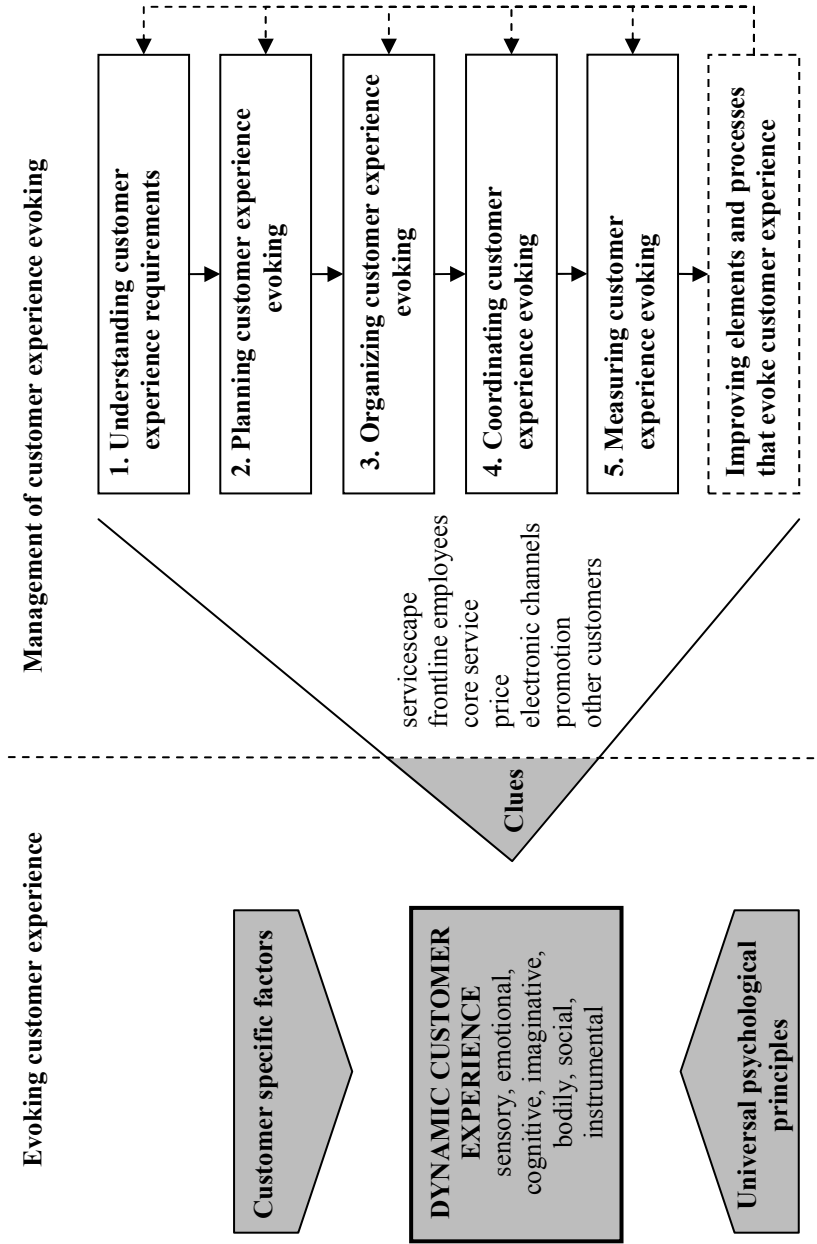 Evoking customer experience
Customer specific factors
DYNAMIC CUSTOMER
EXPERIENCE
sensory, emotional,
cognitive, imaginative,
bodily, social,
instrumental
Universal psychological
principles
Clues
Management of customer experience evoking
servicescape
frontline employees
core service
price
electronic channels
promotion
other customers
1. Understanding customer
experience requirements
2. Planning customer experience
evoking
3. Organizing customer experience
evoking
4. Coordinating customer
experience evoking
5. Measuring customer
experience evoking
Improving elements and processes
that evoke customer experience